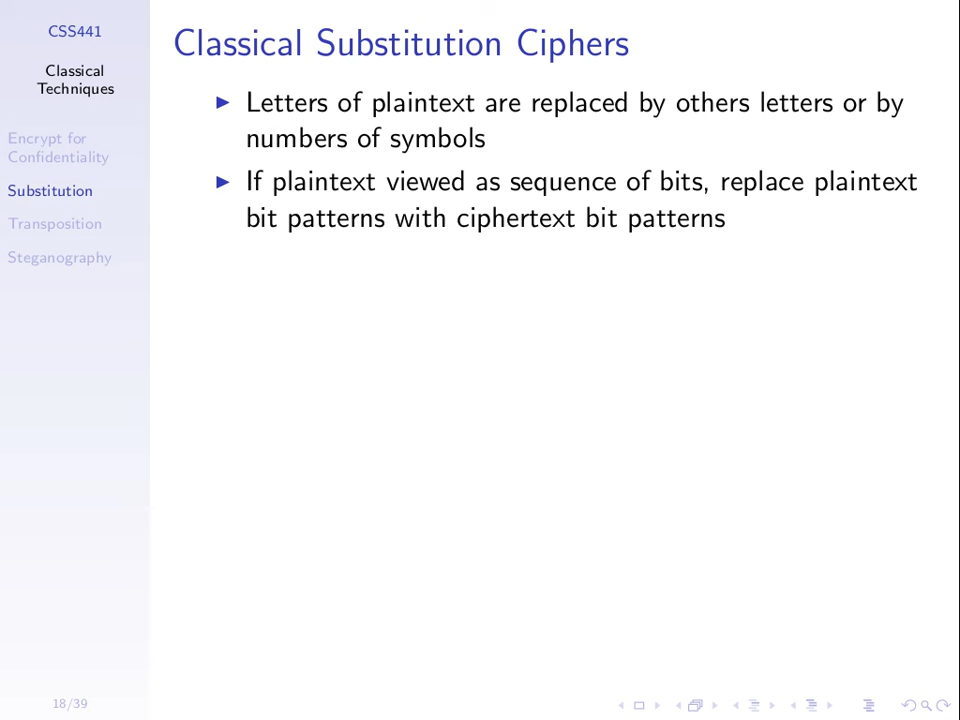 CSS441
Classical
Techniques
Encrypt for
Confidentiality
Substitution
Transposition
Steganography
18/39
Classical Substitution Ciphers
Letters of plaintext are replaced by others letters or by
numbers of symbols
If plaintext viewed as sequence of bits, replace plaintext
bit patterns with ciphertext bit patterns